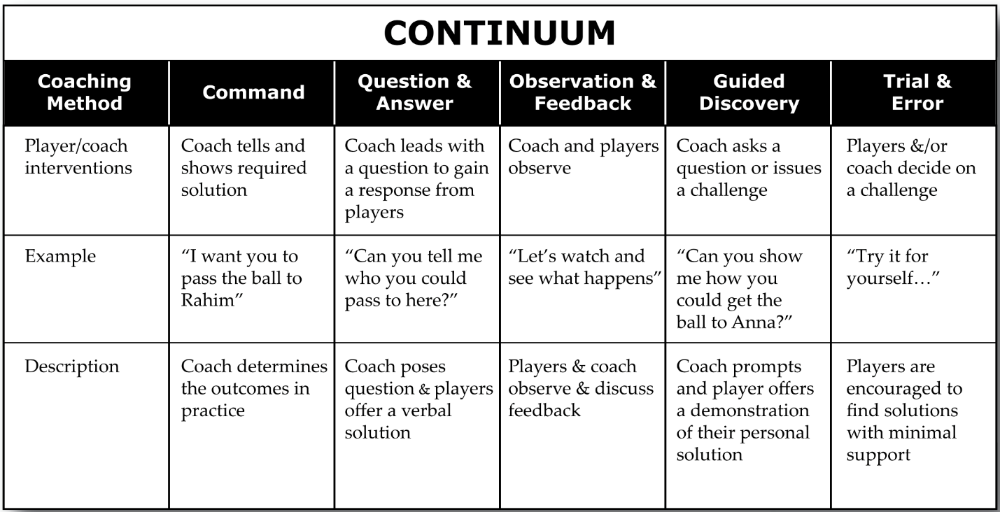 CONTINUUM
Coaching
Method
Command
Question &
Answer
Observation &
Feedback
Guided
Discovery
Trial &
Error
Player/coach
interventions
Coach tells and
shows required
solution
Coach leads with
a question to gain
a response from
players
Coach and players
observe
Coach asks a
question or issues
a challenge
Players &/or
coach decide on
a challenge
Example
“I want you to
pass the ball to
Rahim”
“Can you tell me
who you could
pass to here?”
“Let’s watch and
see what happens”
“Can you show
me how you
could get the
ball to Anna?”
“Try it for
yourself…”
Description
Coach determines
the outcomes in
practice
Coach poses
question & players
offer a verbal
solution
Players & coach
observe & discuss
feedback
Coach prompts
and player offers
a demonstration
of their personal
solution
Players are
encouraged to
find solutions
with minimal
support